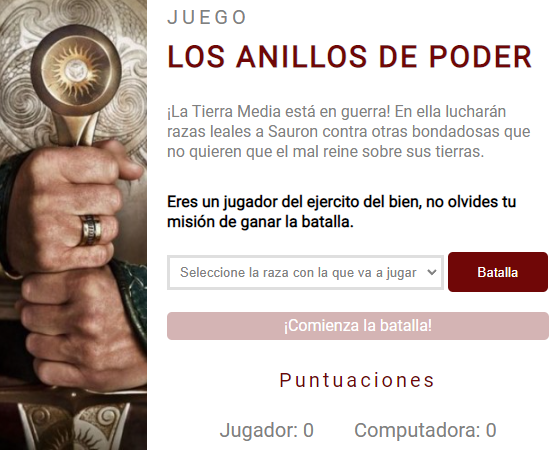 JUEGO
LOS ANILLOS DE PODER
¡La Tierra Media está en guerra! En ella lucharán
razas leales a Sauron contra otras bondadosas que
no quieren que el mal reine sobre sus tierras.
Eres un jugador del ejercito del bien, no olvides tu
misión de ganar la batalla.
Seleccione la raza con la que va a jugar
Batalla
¡Comienza la batalla!
Puntuaciones
Jugador: 0
Computadora: 0